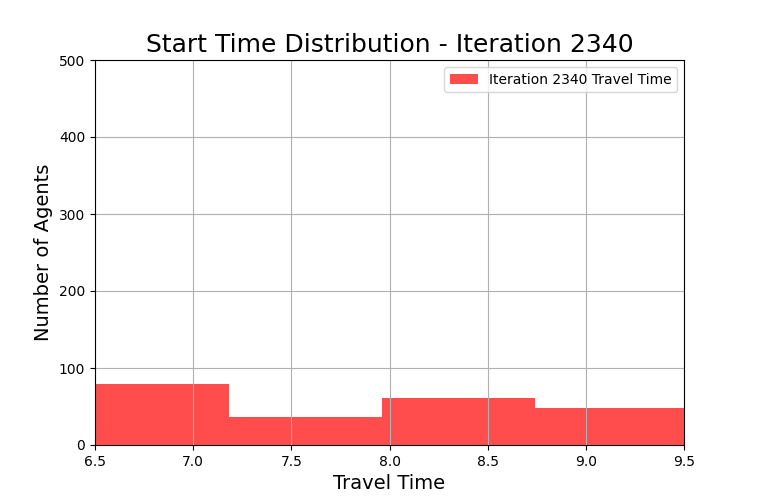 Start Time Distribution - Iteration 2340
Iteration 2340 Travel Time
Number of Agents
500
400
300
200
100
0
6.5 7.0 7.5 8.0 8.5 9.0 9.5
Travel Time